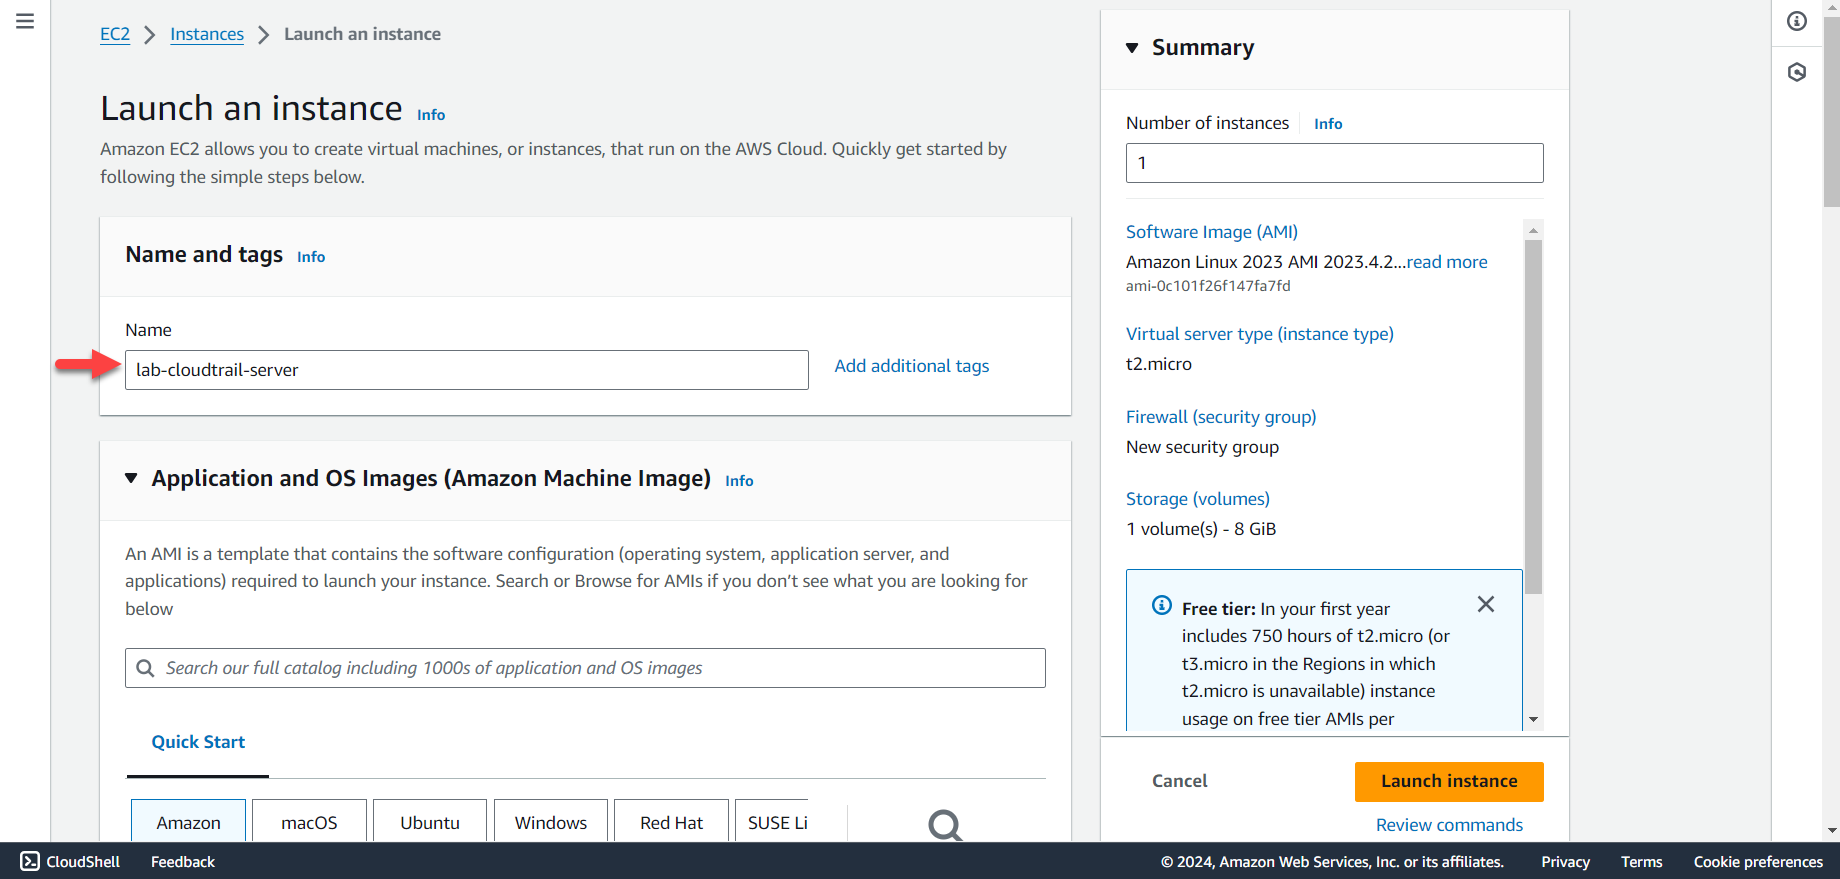 EC2 > Instances > Launch an instance
Launch an instance Info
Amazon EC2 allows you to create virtual machines, or instances, that run on the AWS Cloud. Quickly get started by
following the simple steps below.
Name and tags Info
Name
lab-cloudtrail-server
Add additional tags
Application and OS Images (Amazon Machine Image) Info
An AMI is a template that contains the software configuration (operating system, application server, and
applications) required to launch your instance. Search or Browse for AMIs if you don’t see what you are looking for
below
Search our full catalog including 1000s of application and OS images
Quick Start
Amazon
macOS
Ubuntu
Windows
Red Hat
SUSE Li
Summary
Number of instances Info
1
Software Image (AMI)
Amazon Linux 2023 AMI 2023.4.2...read more
ami-0c101f26f147fa7fd
Virtual server type (instance type)
t2.micro
Firewall (security group)
New security group
Storage (volumes)
1 volume(s) - 8 GiB
Free tier: In your first year
includes 750 hours of t2.micro (or
t3.micro in the Regions in which
t2.micro is unavailable) instance
usage on free tier AMIs per
Cancel
Launch instance
Review commands
CloudShell
Feedback
© 2024, Amazon Web Services, Inc. or its affiliates.
Privacy
Terms
Cookie preferences